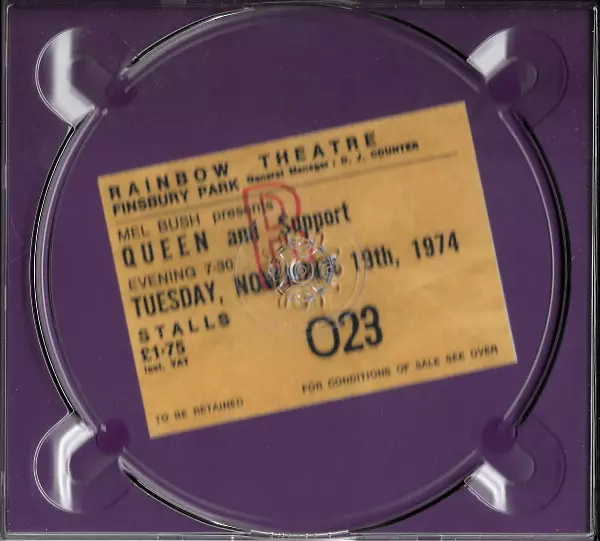 RAINBOW THEATRE
FINSBURY PARK General Manager: D. J. COUNTER
MEL BUSH presents
QUEEN and Support
EVENING 7-30
TUESDAY, NOVEMBER 19th, 1974
STALLS
£1·75
incl. VAT
O23
TO BE RETAINED
FOR CONDITIONS OF SALE SEE OVER